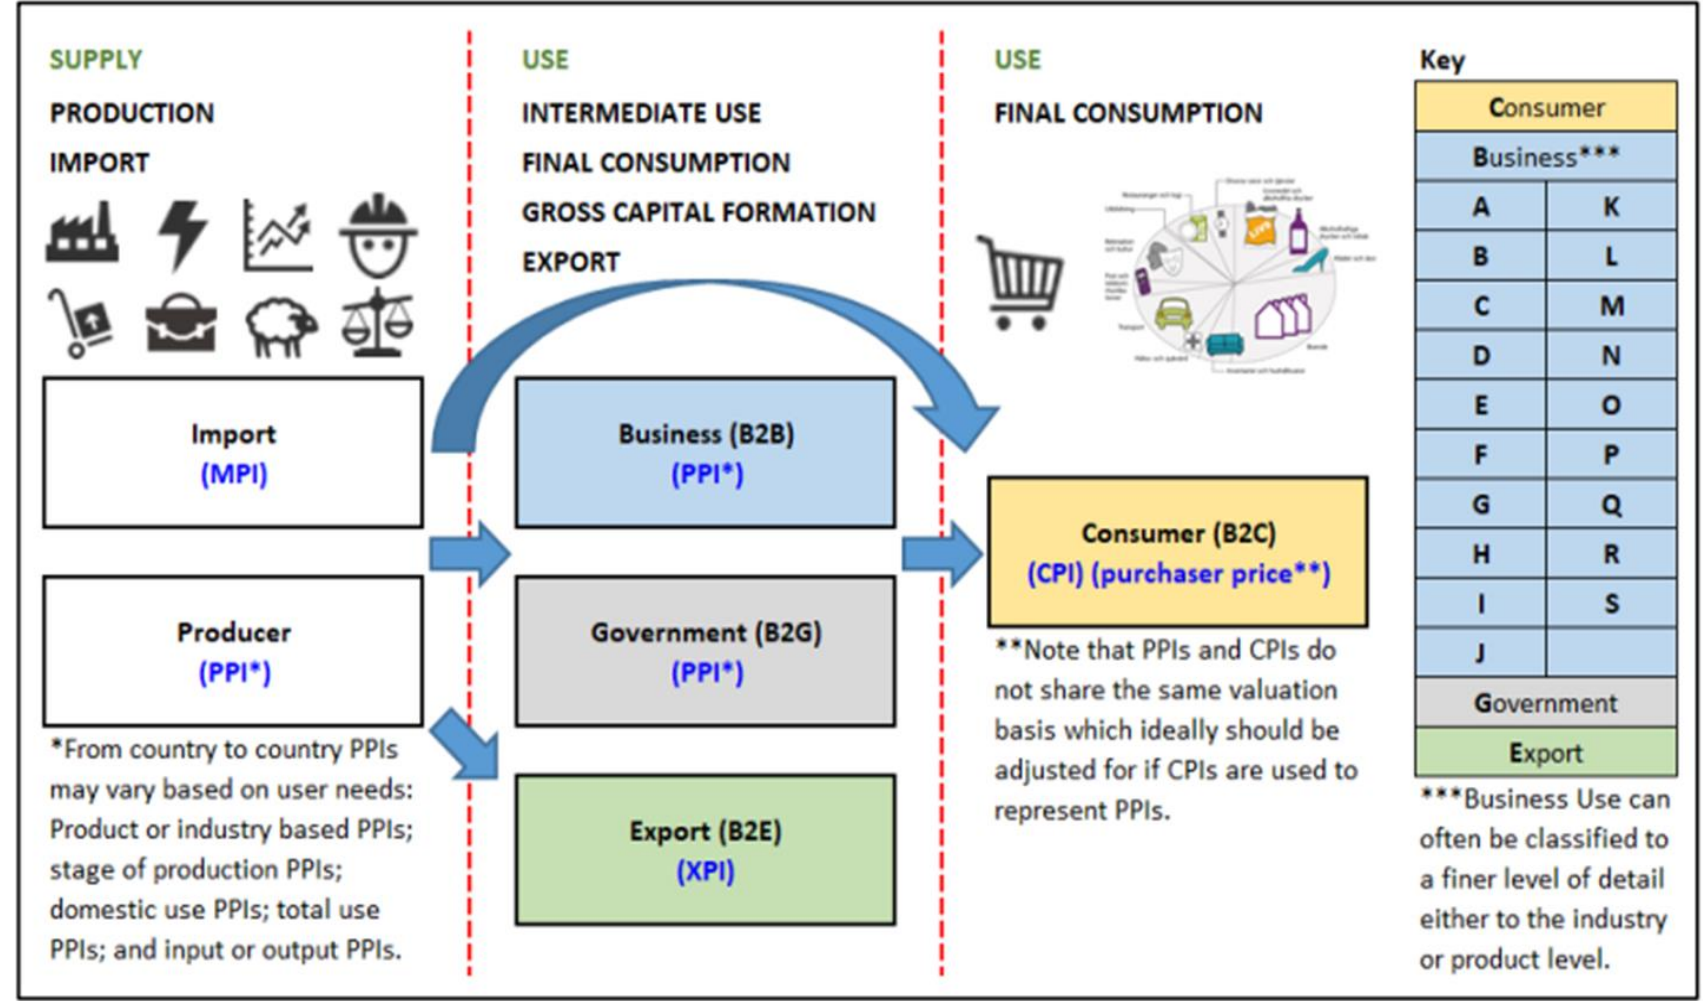 SUPPLY
PRODUCTION
IMPORT
Import
(MPI)
Producer
(PPI*)
*From country to country PPIs
may vary based on user needs:
Product or industry based PPIs;
stage of production PPIs;
domestic use PPIs; total use
PPIs; and input or output PPIs.
USE
INTERMEDIATE USE
FINAL CONSUMPTION
GROSS CAPITAL FORMATION
EXPORT
Business (B2B)
(PPI*)
Government (B2G)
(PPI*)
Export (B2E)
(XPI)
USE
FINAL CONSUMPTION
LIVS
Transport
Boende
Consumer (B2C)
(CPI) (purchaser price**)
**Note that PPIs and CPIs do
not share the same valuation
basis which ideally should be
adjusted for if CPIs are used to
represent PPIs.
Key
Consumer
Business***
A K
B L
C M
D N
E O
F P
G Q
H R
I S
J
Government
Export
***Business Use can
often be classified to
a finer level of detail
either to the industry
or product level.